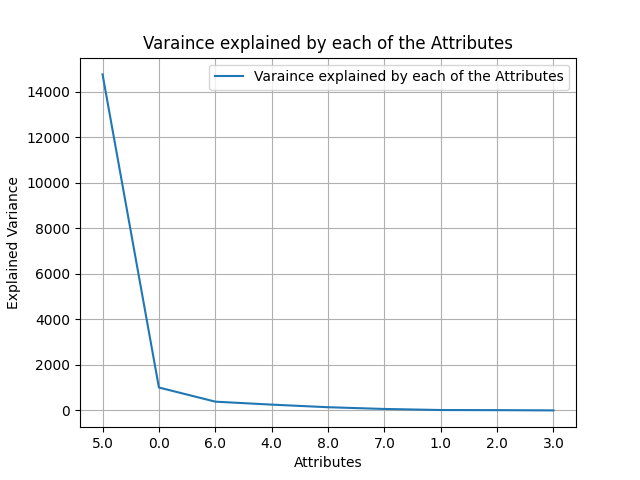 Varaince explained by each of the Attributes
Varaince explained by each of the Attributes
14000
12000
10000
8000
6000
4000
2000
0
Explained Variance
5.0 0.0 6.0 4.0 8.0 7.0 1.0 2.0 3.0
Attributes